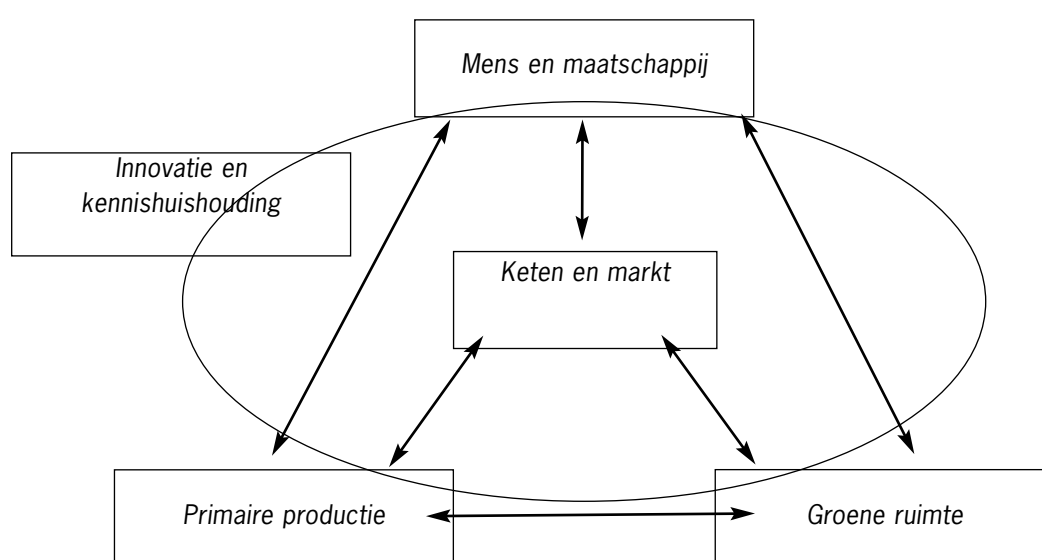 Mens en maatschappij
Innovatie en
kennishuishouding
Keten en markt
Primaire productie
Groene ruimte